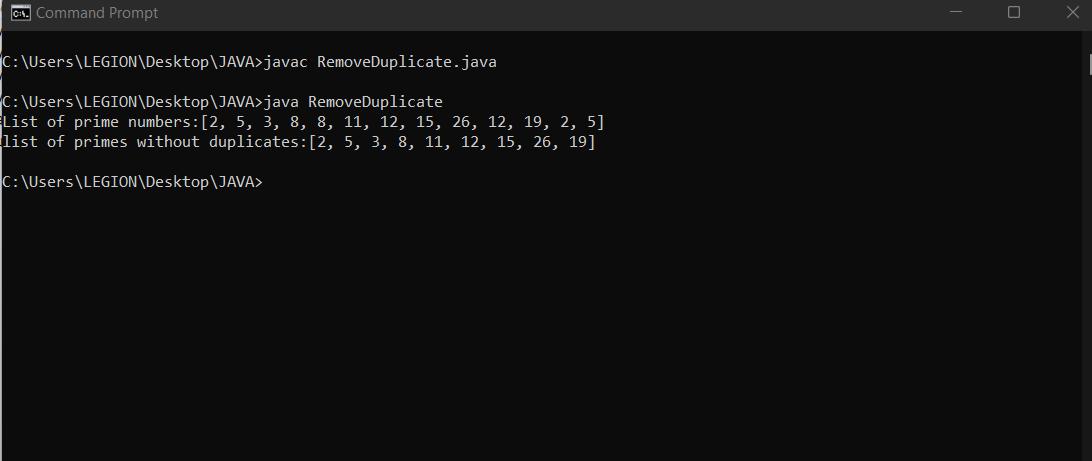 Command Prompt
C:\Users\LEGION\Desktop\JAVA>javac RemoveDuplicate.java
C:\Users\LEGION\Desktop\JAVA>java RemoveDuplicate
List of prime numbers:[2, 5, 3, 8, 8, 11, 12, 15, 26, 12, 19, 2, 5]
list of primes without duplicates:[2, 5, 3, 8, 11, 12, 15, 26, 19]
C:\Users\LEGION\Desktop\JAVA>